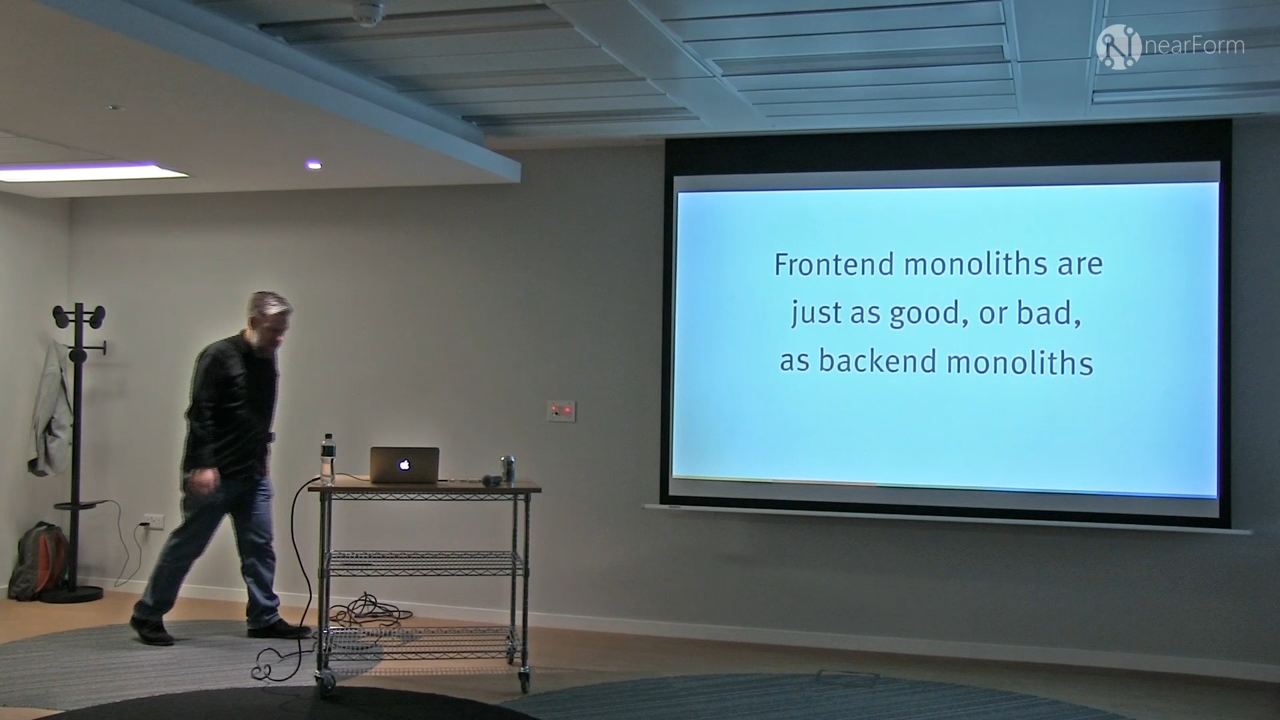 nearForm
Frontend monoliths are
just as good, or bad,
as backend monoliths